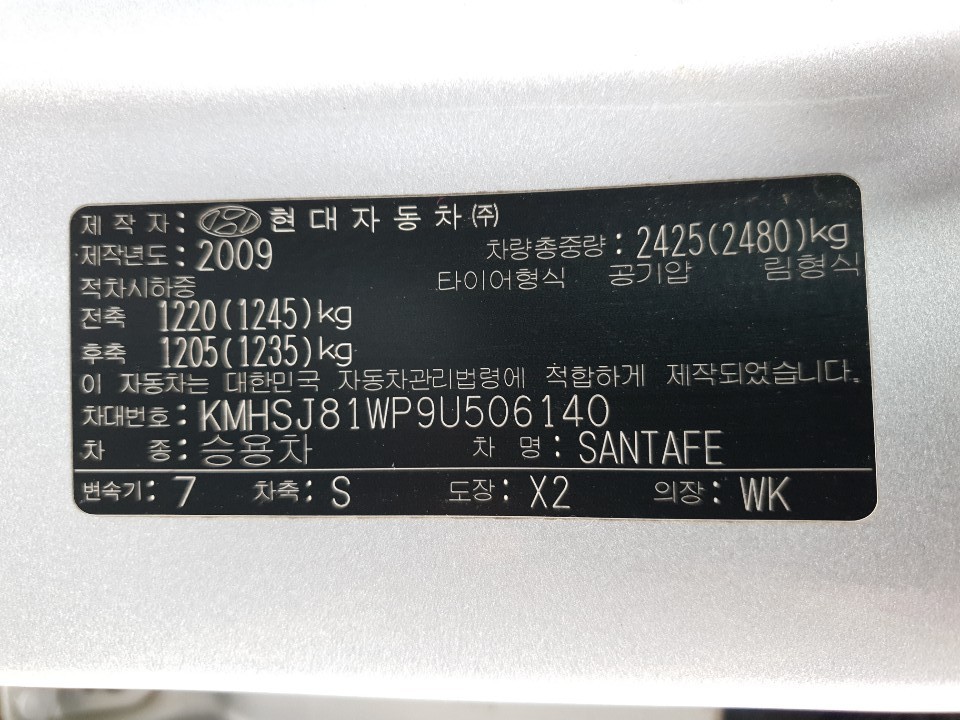 제 작 자 : 현대자동차㈜
제작년도 : 2009 차량총중량 : 2425(2480)kg
적차시하중 타이어형식 공기압 림형식
전축 1220(1245)kg
후축 1205(1235)kg
이 자동차는 대한민국 자동차관리법령에 적합하게 제작되었습니다.
차대번호 : KMHSJ81WP9U506140
차 종 : 승용차 차 명 : SANTAFE
변속기 : 7 차축 : S 도장 : X2 의장 : WK